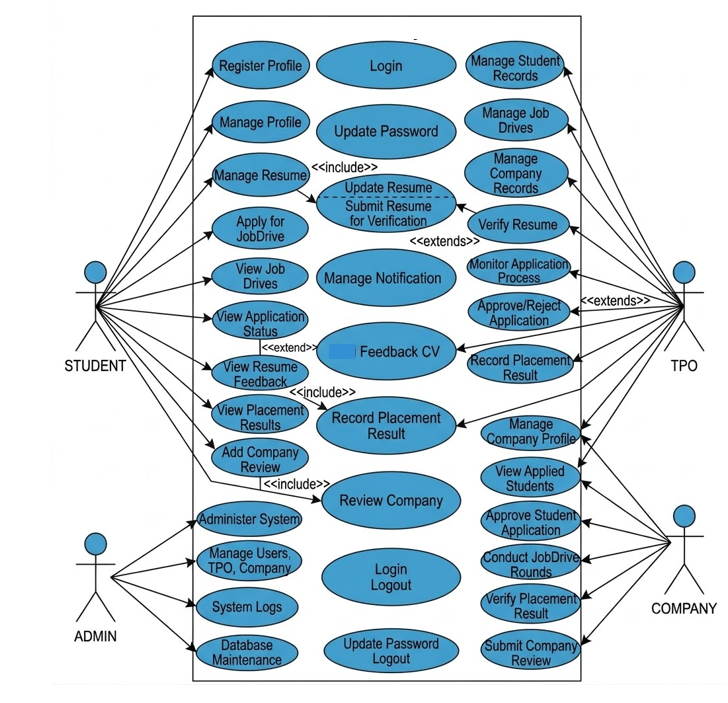 Register Profile
Login
Manage Student
Records
Manage Profile
Update Password
Manage Job
Drives
Manage Resume
<<include>>
Update Resume
Submit Resume
for Verification
Manage
Company
Records
Apply for
JobDrive
Verify Resume
<<extends>>
View Job
Drives
Manage Notification
Monitor Application
Process
View Application
Status
Approve/Reject
Application
<<extends>>
STUDENT
<<extend>>
Feedback CV
TPO
View Resume
Feedback
Record Placement
Result
<<include>>
View Placement
Results
Record Placement
Result
Manage
Company Profile
Add Company
Review
<<include>>
View Applied
Students
Review Company
Administer System
Approve Student
Application
Manage Users,
TPO, Company
Login
Logout
Conduct JobDrive
Rounds
System Logs
Verify Placement
Result
ADMIN
COMPANY
Database
Maintenance
Update Password
Logout
Submit Company
Review